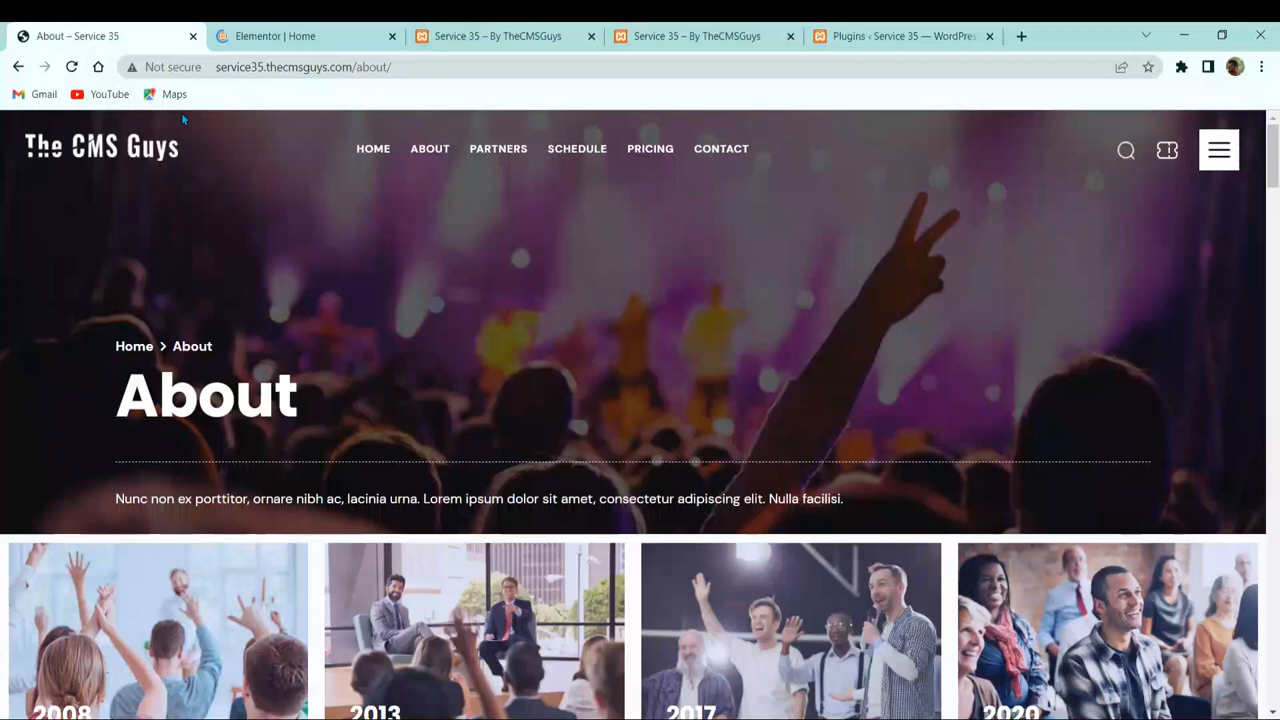 About – Service 35
Elementor | Home
Service 35 – By TheCMSGuys
Service 35 – By TheCMSGuys
Plugins ‹ Service 35 — WordPres
Not secure
service35.thecmsguys.com/about/
Gmail
YouTube
Maps
The CMS Guys
HOME
ABOUT
PARTNERS
SCHEDULE
PRICING
CONTACT
Home > About
About
Nunc non ex porttitor, ornare nibh ac, lacinia urna. Lorem ipsum dolor sit amet, consectetur adipiscing elit. Nulla facilisi.
2008
2013
2017
2020